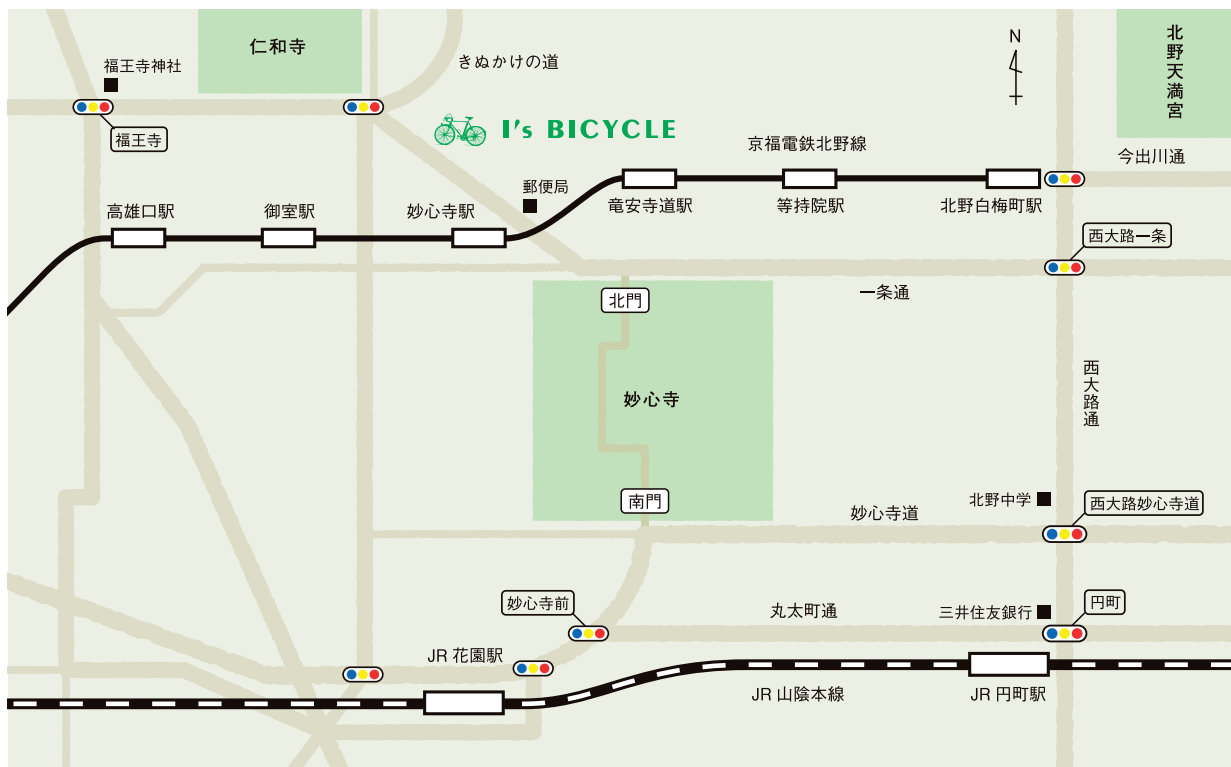 仁和寺
N
北野天満宮
福王寺神社
きぬかけの道
福王寺
I's BICYCLE
京福電鉄北野線
今出川通
高雄口駅
御室駅
妙心寺駅
郵便局
竜安寺道駅
等持院駅
北野白梅町駅
西大路一条
北門
一条通
妙心寺
西大路通
南門
妙心寺道
北野中学
西大路妙心寺道
妙心寺前
丸太町通
三井住友銀行
円町
JR 花園駅
JR 山陰本線
JR 円町駅